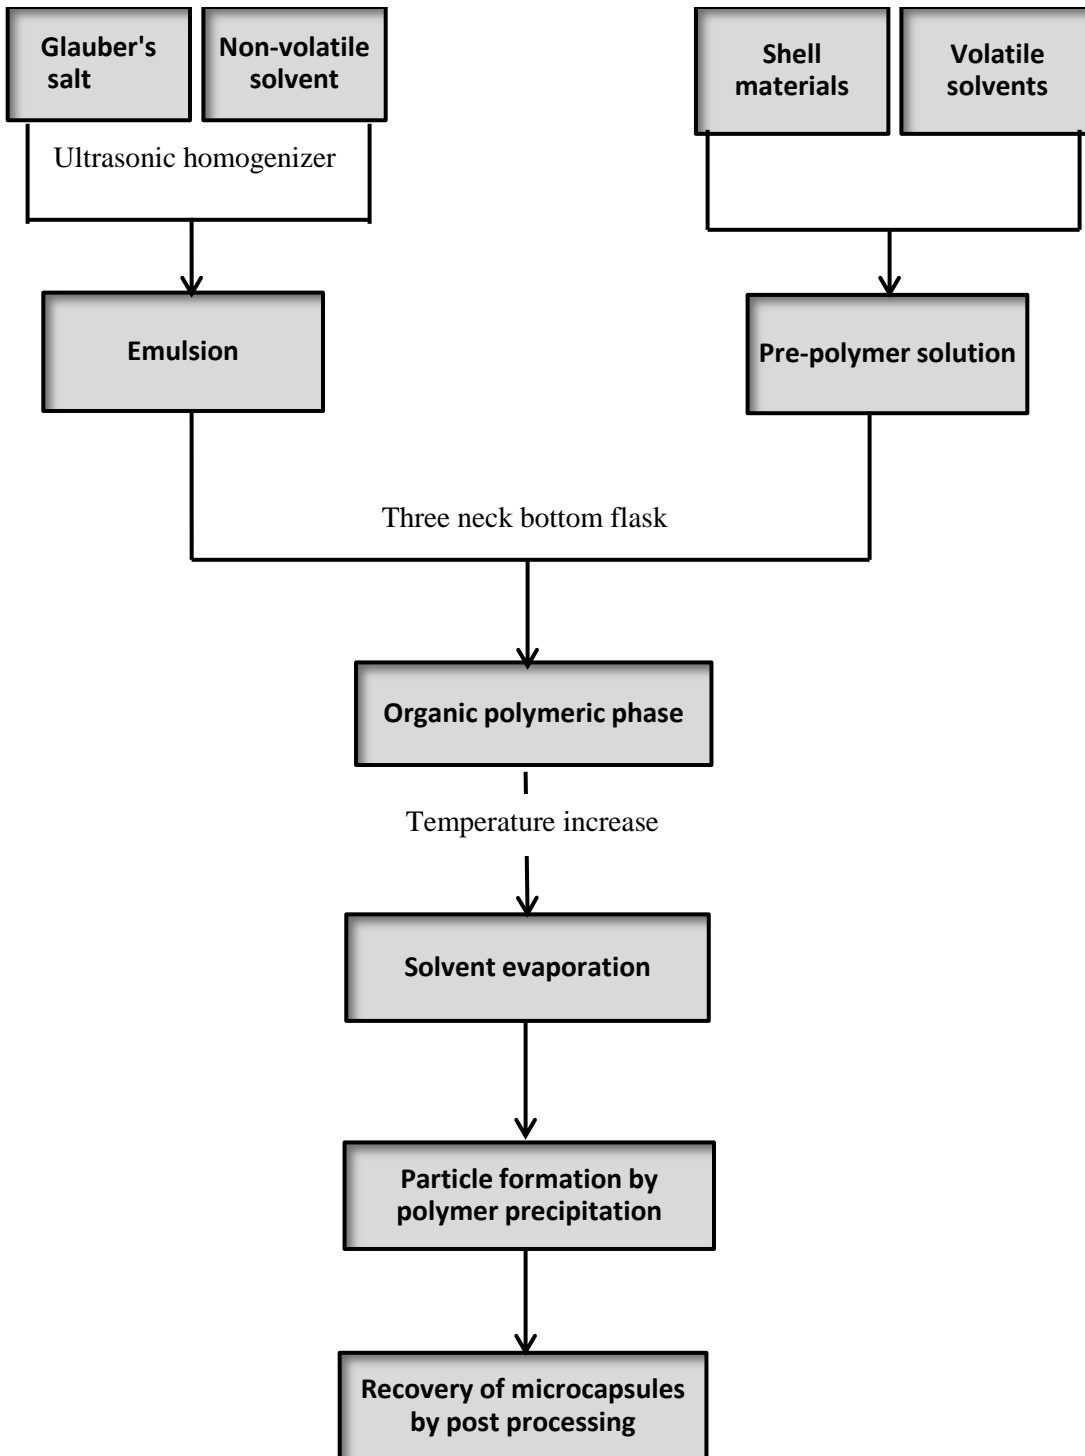 Glauber's
salt
Non-volatile
solvent
Shell
materials
Volatile
solvents
Ultrasonic homogenizer
Emulsion
Pre-polymer solution
Three neck bottom flask
Organic polymeric phase
Temperature increase
Solvent evaporation
Particle formation by
polymer precipitation
Recovery of microcapsules
by post processing